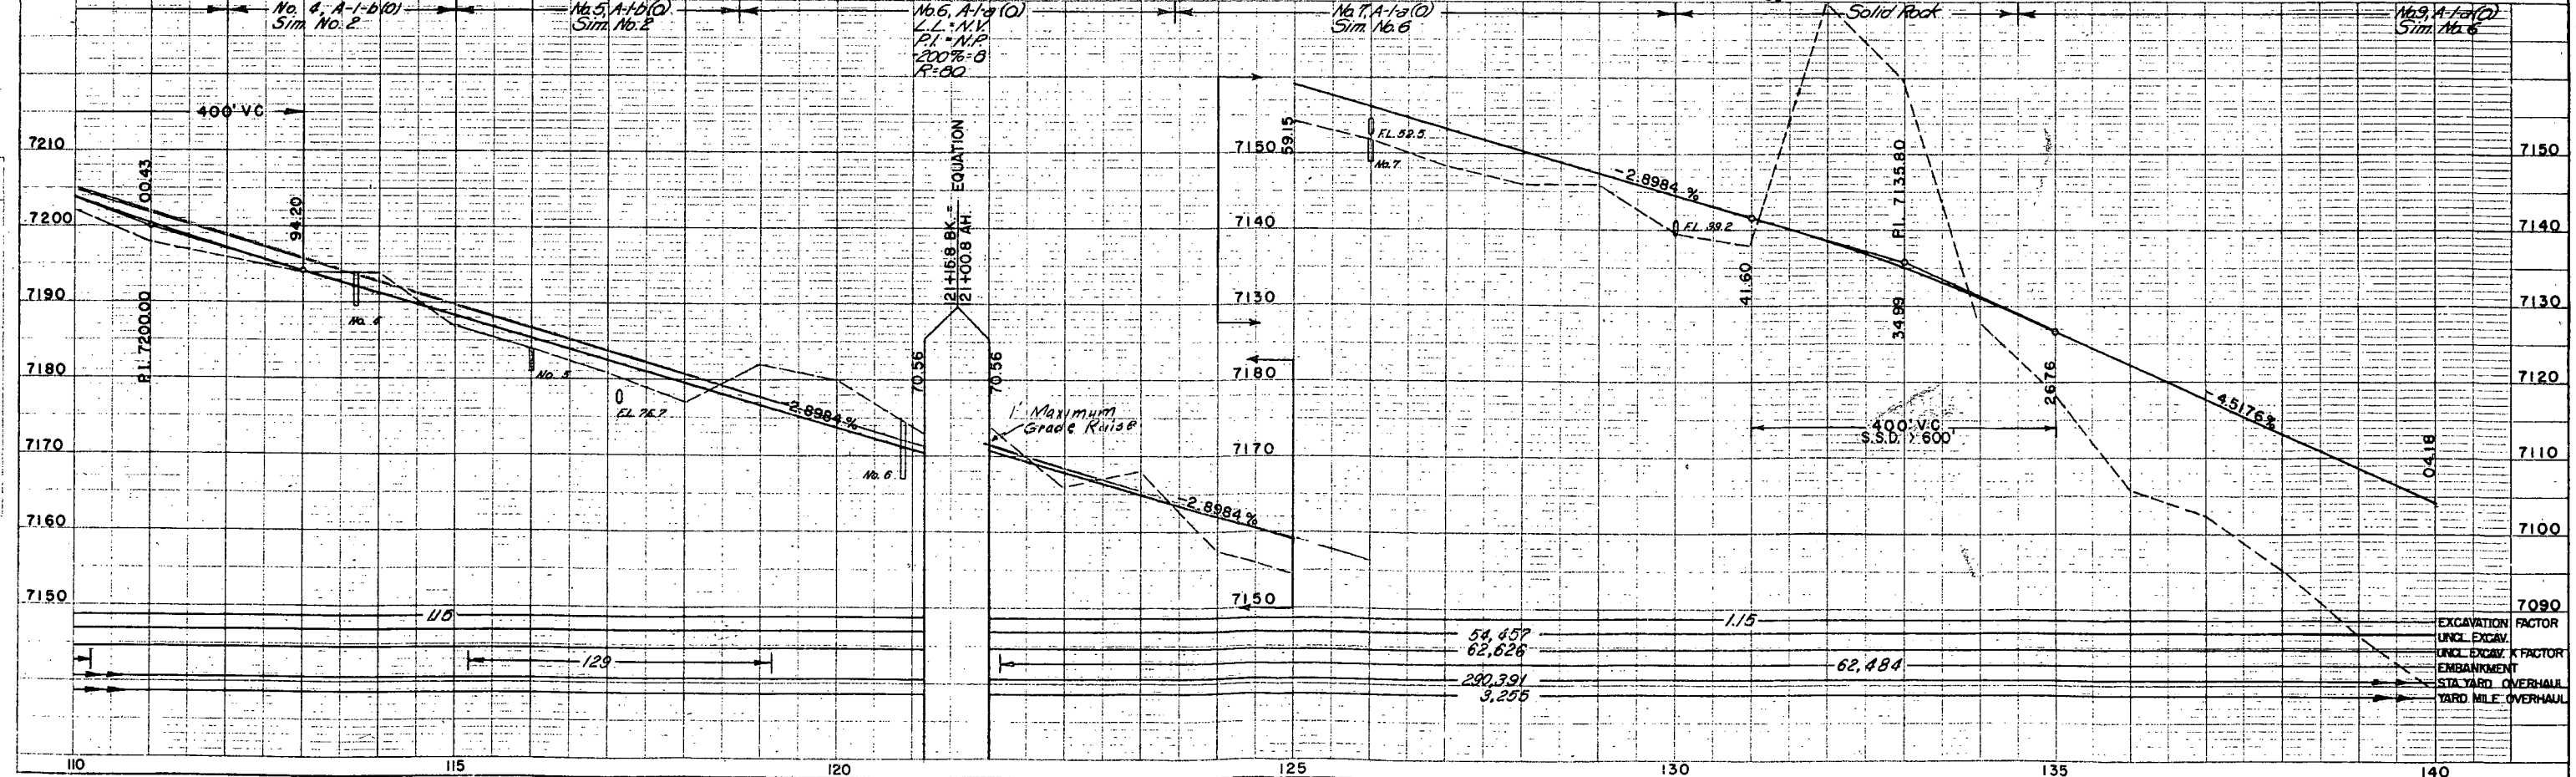 No. 4, A-1-b(0)
Sim. No. 2
No. 5, A-1-b(0)
Sim. No. 2
No. 6, A-1-a(0)
L.L. = N.V.
P.I. = N.P.
-200% = 8
R = 80
No. 7, A-1-a(0)
Sim. No. 6
Solid Rock
No. 9, A-1-a(0)
Sim. No. 6
400' VC
7210
7200
7190
7180
7170
7160
7150
00.43
P.I. 7200.00
94.20
No. 4
No. 5
F.L. 76.7
No. 6
-2.8984 %
70.56
21+16.8 BK. =
21+00.8 AH.
EQUATION
70.56
1' Maximum
Grade Raise
-2.8984 %
7150
7140
7130
7180
7170
7150
59.15
F.L. 52.5
No. 7
-2.8984 %
F.L. 39.2
41.60
P.I. 7135.80
34.99
400' V.C.
S.S.D. > 600'
26.76
-4.5176 %
04.18
7150
7140
7130
7120
7110
7100
7090
1.15
1.15
EXCAVATION FACTOR
54,457
UNCL. EXCAV.
62,626
UNCL. EXCAV. X FACTOR
129
62,484
EMBANKMENT
290,391
STA. YARD OVERHAUL
3,255
YARD MILE OVERHAUL
110
115
120
125
130
135
140